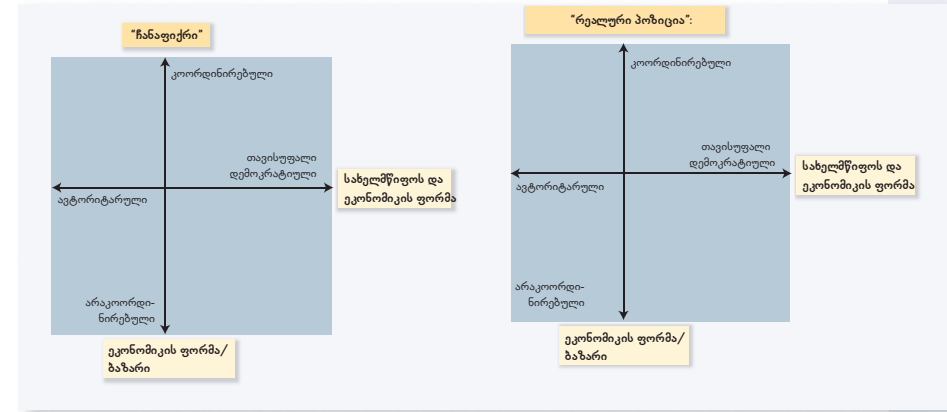 “ჩანაფიქრი”
კოორდინირებული
თავისუფალი
დემოკრატიული
ავტორიტარული
სახელმწიფოს და
ეკონომიკის ფორმა
არაკოორდი-
ნირებული
ეკონომიკის ფორმა/
ბაზარი
“რეალური პოზიცია”:
კოორდინირებული
თავისუფალი
დემოკრატიული
ავტორიტარული
სახელმწიფოს და
ეკონომიკის ფორმა
არაკოორდი-
ნირებული
ეკონომიკის ფორმა/
ბაზარი